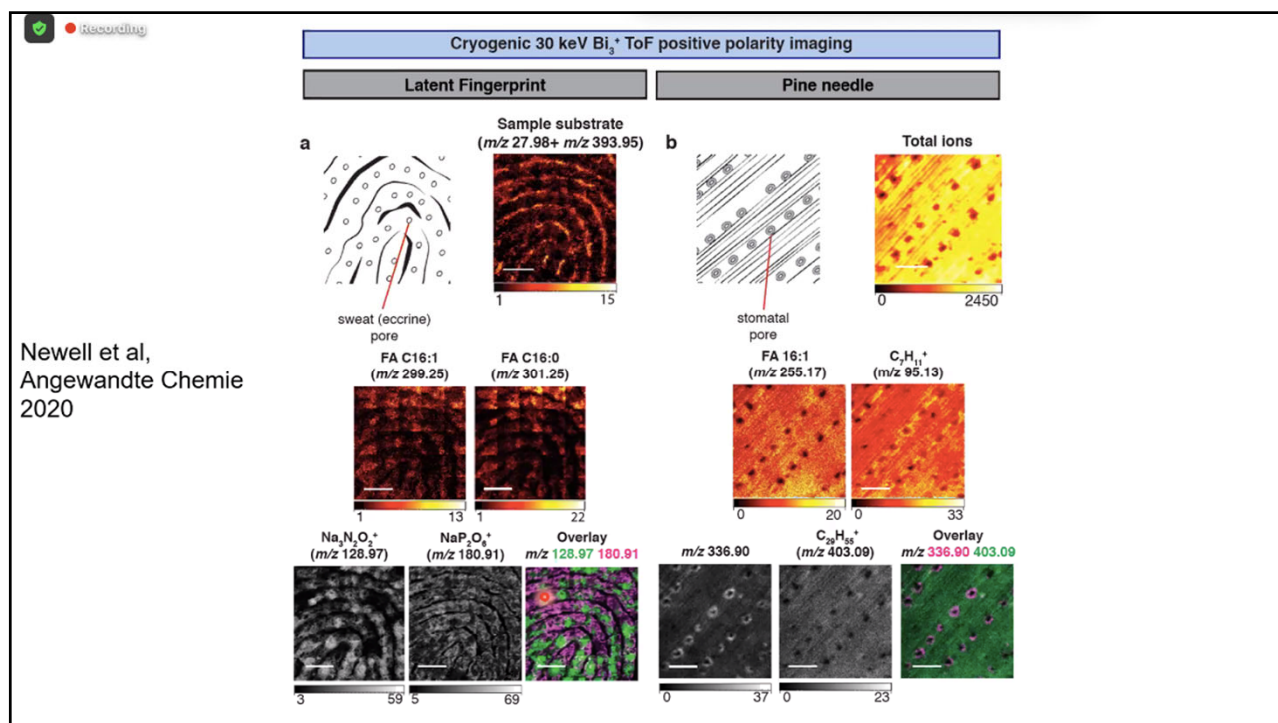 Recording
Cryogenic 30 keV Bi₃⁺ ToF positive polarity imaging
Latent Fingerprint
Pine needle
a
Sample substrate
(m/z 27.98+ m/z 393.95)
1 15
sweat (eccrine)
pore
b
Total ions
0 2450
stomatal
pore
Newell et al,
Angewandte Chemie
2020
FA C16:1
(m/z 299.25)
1 13
FA C16:0
(m/z 301.25)
1 22
FA 16:1
(m/z 255.17)
0 20
C₇H₁₁⁺
(m/z 95.13)
0 33
Na₃N₂O₂⁺
(m/z 128.97)
3 59
NaP₂O₆⁺
(m/z 180.91)
5 69
Overlay
m/z 128.97 180.91
m/z 336.90
0 37
C₂₉H₅₅⁺
(m/z 403.09)
0 23
Overlay
m/z 336.90 403.09